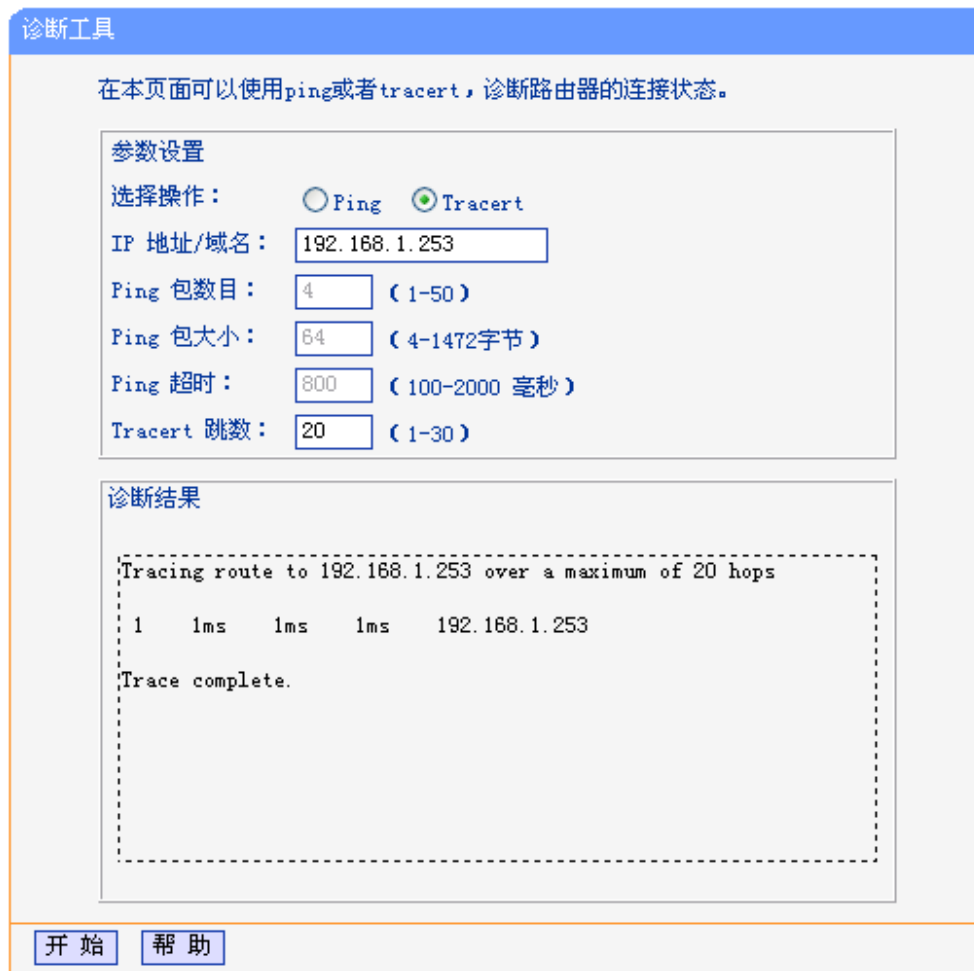 诊断工具
在本页面可以使用ping或者tracert，诊断路由器的连接状态。
参数设置
选择操作： Ping Tracert
IP 地址/域名： 192.168.1.253
Ping 包数目： 4 (1-50)
Ping 包大小： 64 (4-1472字节)
Ping 超时： 800 (100-2000 毫秒)
Tracert 跳数： 20 (1-30)
诊断结果
Tracing route to 192.168.1.253 over a maximum of 20 hops
1 1ms 1ms 1ms 192.168.1.253
Trace complete.
开 始 帮 助